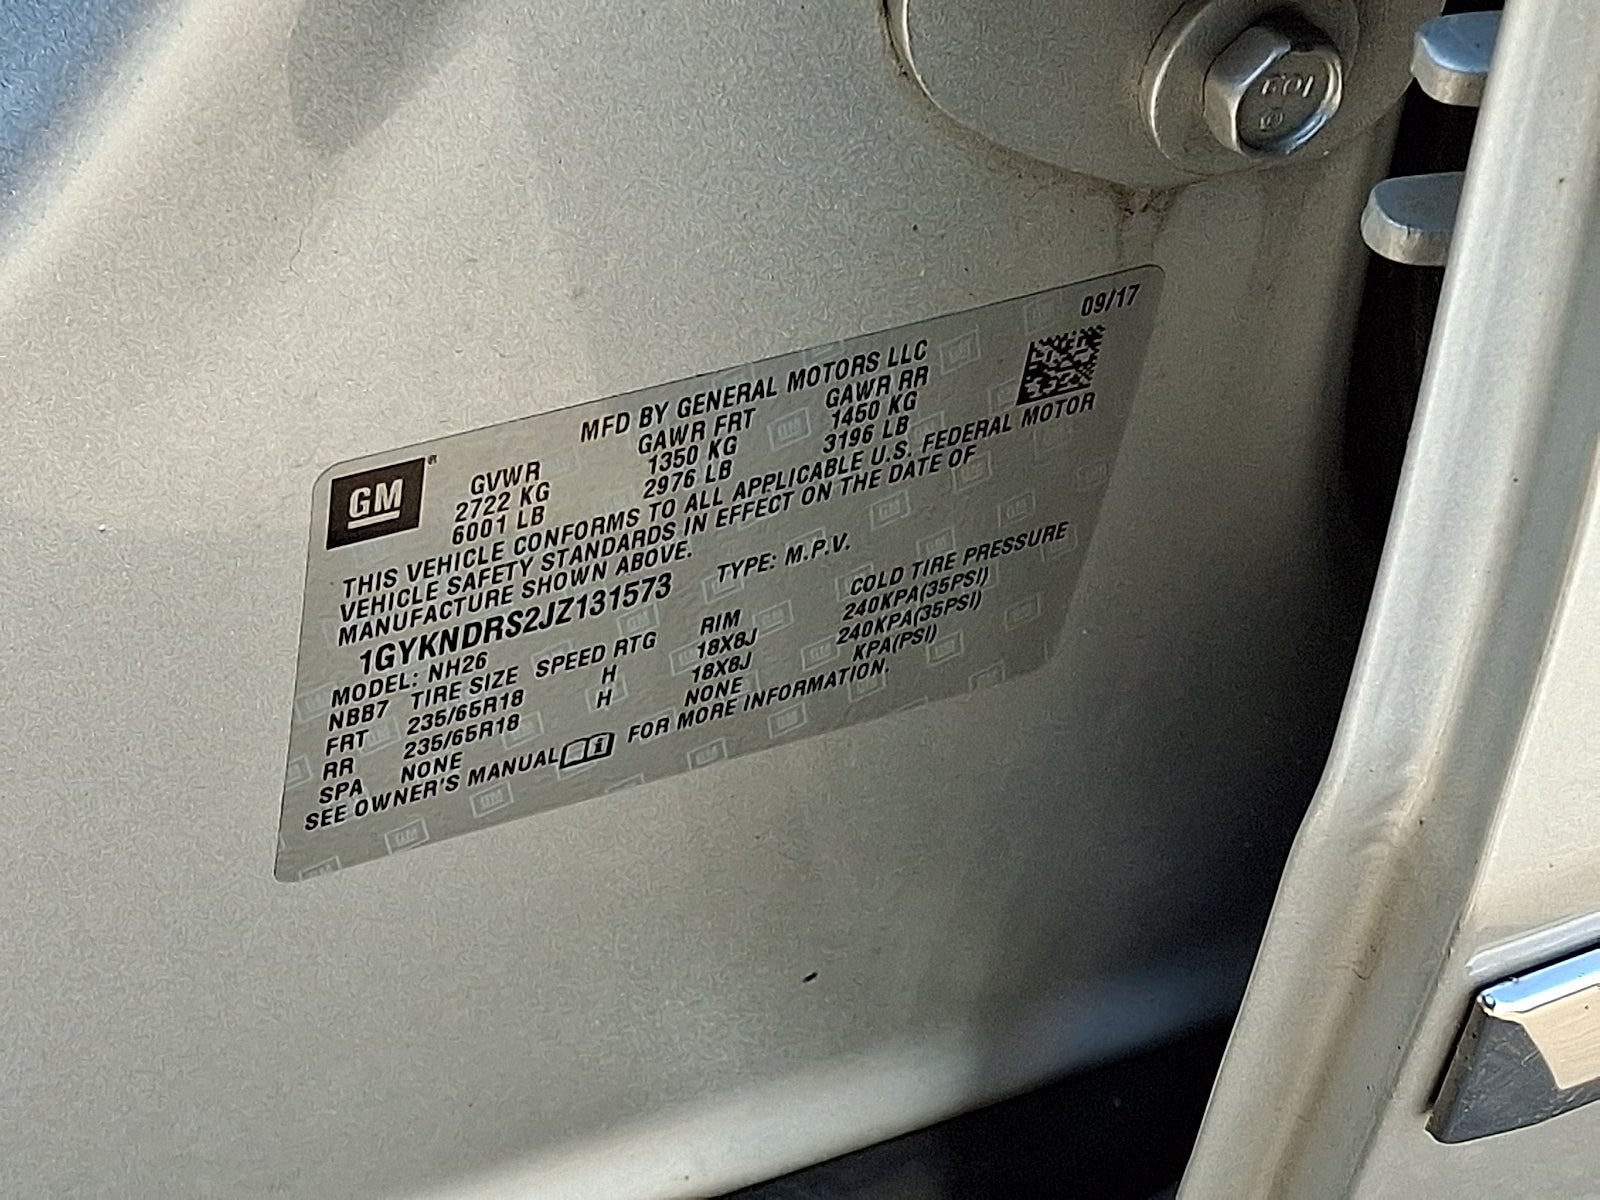 09/17
MFD BY GENERAL MOTORS LLC
GM®
GVWR GAWR FRT GAWR RR
2722 KG 1350 KG 1450 KG
6001 LB 2976 LB 3196 LB
THIS VEHICLE CONFORMS TO ALL APPLICABLE U.S. FEDERAL MOTOR
VEHICLE SAFETY STANDARDS IN EFFECT ON THE DATE OF
MANUFACTURE SHOWN ABOVE.
1GYKNDRS2JZ131573 TYPE: M.P.V.
MODEL: NH26
NBB7 TIRE SIZE SPEED RTG RIM COLD TIRE PRESSURE
FRT 235/65R18 H 18X8J 240KPA(35PSI)
RR 235/65R18 H 18X8J 240KPA(35PSI)
SPA NONE NONE KPA(PSI)
SEE OWNER'S MANUAL FOR MORE INFORMATION.